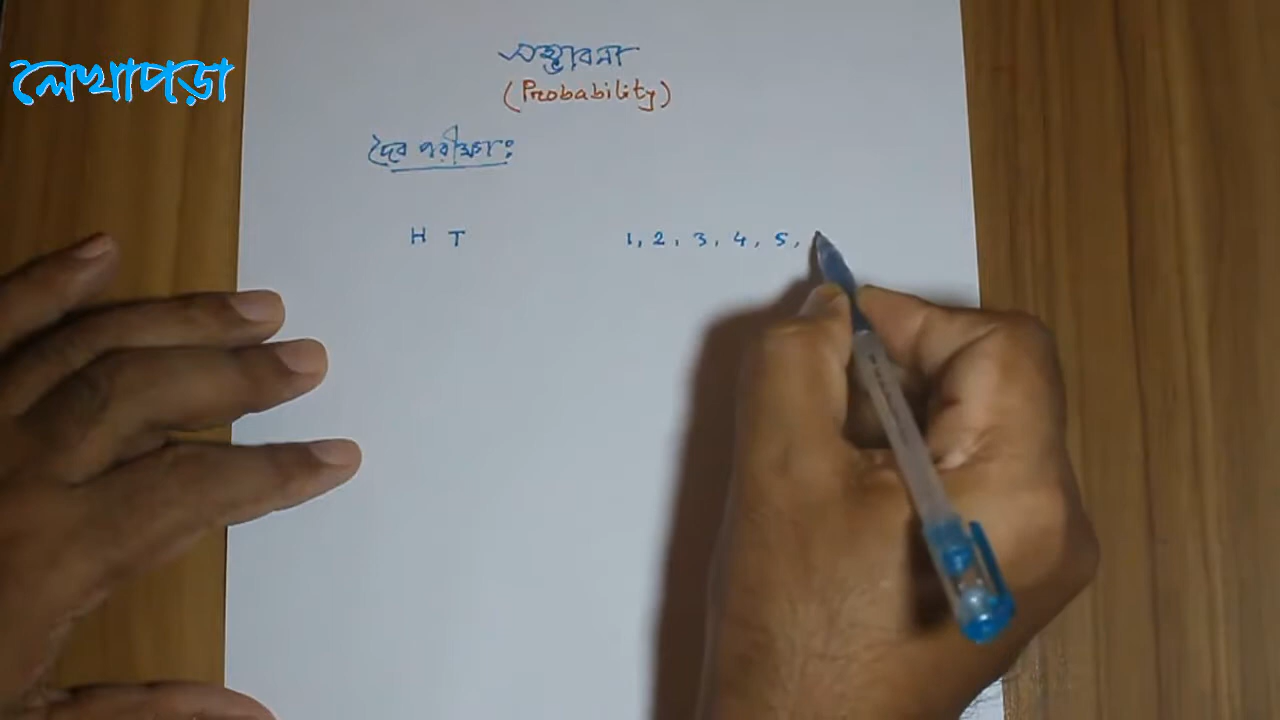 লেখাপড়া
সম্ভাবনা
(Probability)
দৈব পরীক্ষা:
H T 1, 2, 3, 4, 5,